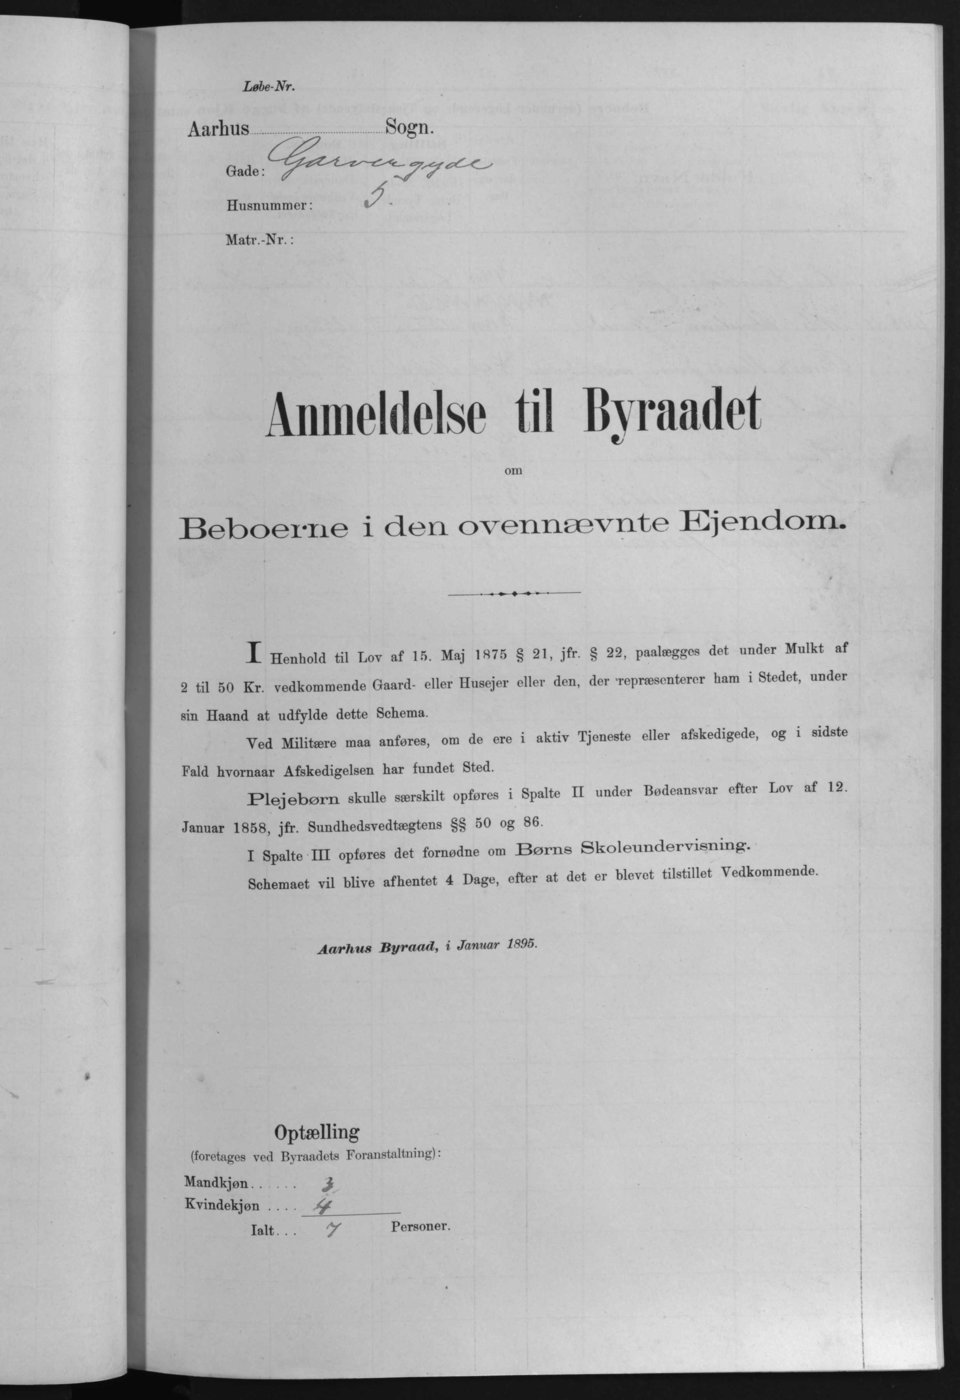 Løbe-Nr.
Aarhus Sogn.
Gade: Garvergyde
Husnummer: 5.
Matr.-Nr.:
Anmeldelse til Byraadet
om
Beboerne i den ovennævnte Ejendom.
I Henhold til Lov af 15. Maj 1875 § 21, jfr. § 22, paalægges det under Mulkt af
2 til 50 Kr. vedkommende Gaard- eller Husejer eller den, der repræsenterer ham i Stedet, under
sin Haand at udfylde dette Schema.
Ved Militære maa anføres, om de ere i aktiv Tjeneste eller afskedigede, og i sidste
Fald hvornaar Afskedigelsen har fundet Sted.
Plejebørn skulle særskilt opføres i Spalte II under Bødeansvar efter Lov af 12.
Januar 1858, jfr. Sundhedsvedtægtens §§ 50 og 86.
I Spalte III opføres det fornødne om Børns Skoleundervisning.
Schemaet vil blive afhentet 4 Dage, efter at det er blevet tilstillet Vedkommende.
Aarhus Byraad, i Januar 1895.
Optælling
(foretages ved Byraadets Foranstaltning):
Mandkjøn...... 3
Kvindekjøn .... 4
Ialt... 7 Personer.